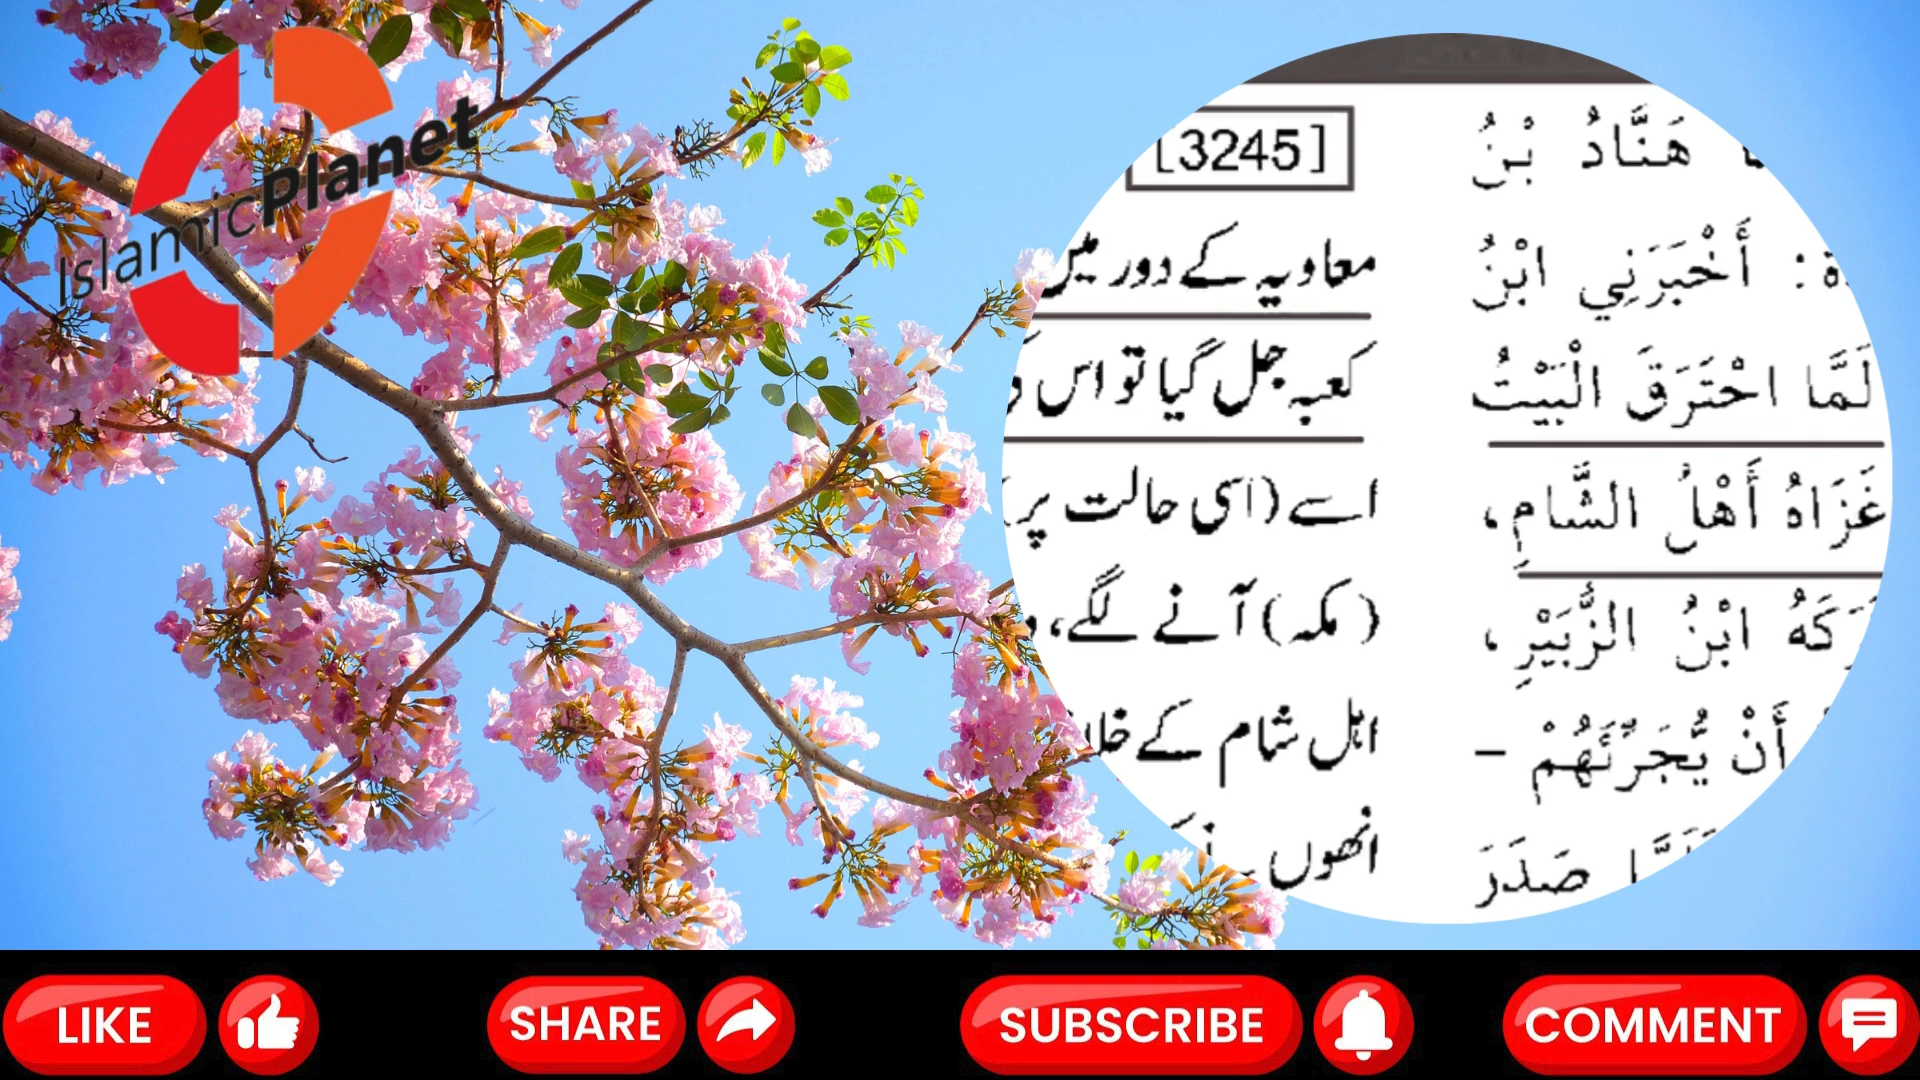 IslamicPlanet
[3245]
معاویہ کے دور میں
کعبہ جل گیا تو اس
اسے (اسی حالت پر)
(مکہ) آنے لگے،
اہل شام کے
انھوں
هَنَّادُ بْنُ
أَخْبَرَنِي ابْنُ
لَمَّا احْتَرَقَ الْبَيْتُ
غَزَاهُ أَهْلُ الشَّامِ،
ابْنُ الزُّبَيْرِ،
أَنْ يُّجَرِّئَهُمْ –
صَدَرَ
LIKE
SHARE
SUBSCRIBE
COMMENT